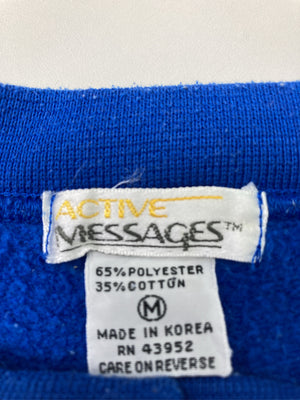 ACTIVE
MESSAGES™
65% POLYESTER
35% COTTON
M
MADE IN KOREA
RN 43952
CARE ON REVERSE